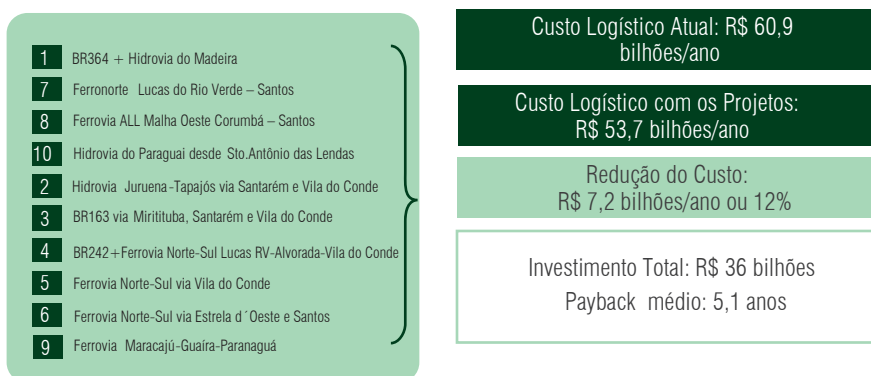 1 BR364 + Hidrovia do Madeira
7 Ferronorte Lucas do Rio Verde – Santos
8 Ferrovia ALL Malha Oeste Corumbá – Santos
10 Hidrovia do Paraguai desde Sto.Antônio das Lendas
2 Hidrovia Juruena-Tapajós via Santarém e Vila do Conde
3 BR163 via Miritituba, Santarém e Vila do Conde
4 BR242+Ferrovia Norte-Sul Lucas RV-Alvorada-Vila do Conde
5 Ferrovia Norte-Sul via Vila do Conde
6 Ferrovia Norte-Sul via Estrela d´Oeste e Santos
9 Ferrovia Maracajú-Guaíra-Paranaguá
Custo Logístico Atual: R$ 60,9
bilhões/ano
Custo Logístico com os Projetos:
R$ 53,7 bilhões/ano
Redução do Custo:
R$ 7,2 bilhões/ano ou 12%
Investimento Total: R$ 36 bilhões
Payback médio: 5,1 anos